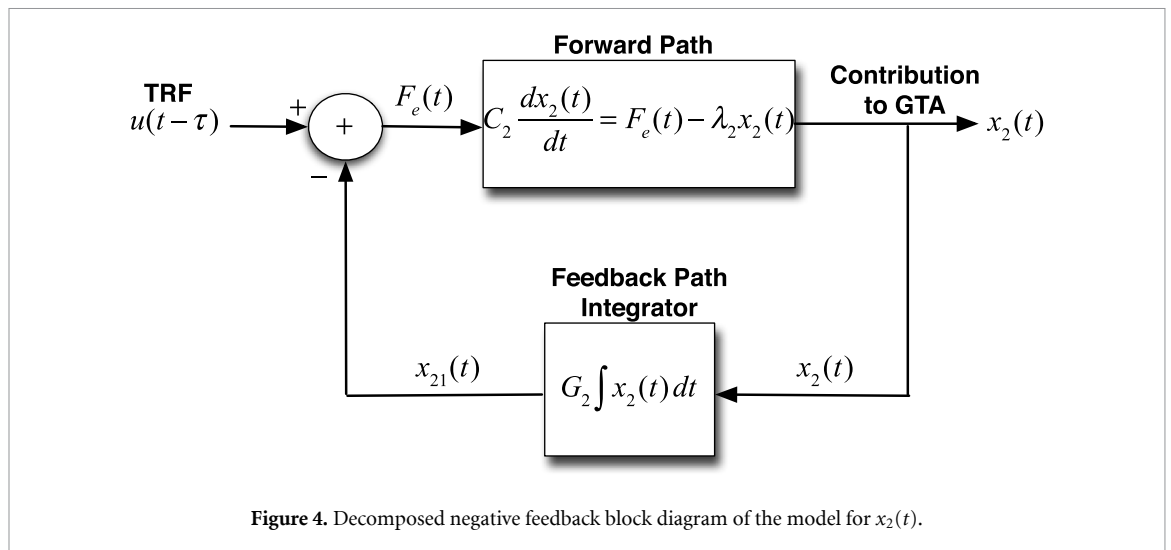 Forward Path
TRF
u(t − τ)
+
+
−
F_e(t)
C_2 dx_2(t)/dt = F_e(t) − λ_2 x_2(t)
Contribution
to GTA
x_2(t)
Feedback Path
Integrator
x_21(t)
G_2 ∫ x_2(t) dt
x_2(t)
Figure 4. Decomposed negative feedback block diagram of the model for x_2(t).